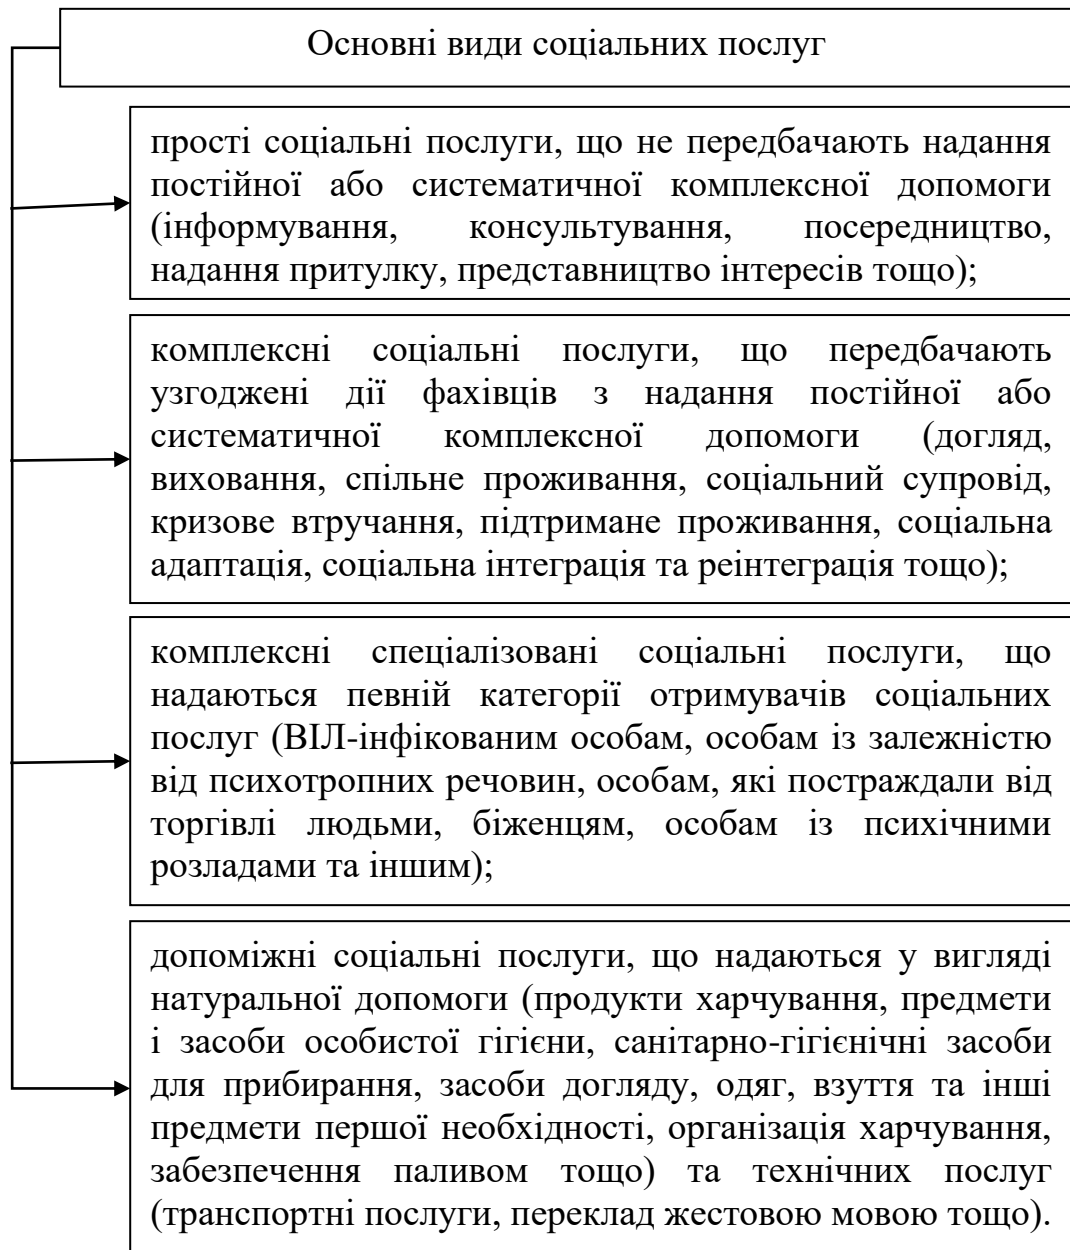 Основні види соціальних послуг
прості соціальні послуги, що не передбачають надання
постійної або систематичної комплексної допомоги
(інформування, консультування, посередництво,
надання притулку, представництво інтересів тощо);
комплексні соціальні послуги, що передбачають
узгоджені дії фахівців з надання постійної або
систематичної комплексної допомоги (догляд,
виховання, спільне проживання, соціальний супровід,
кризове втручання, підтримане проживання, соціальна
адаптація, соціальна інтеграція та реінтеграція тощо);
комплексні спеціалізовані соціальні послуги, що
надаються певній категорії отримувачів соціальних
послуг (ВІЛ-інфікованим особам, особам із залежністю
від психотропних речовин, особам, які постраждали від
торгівлі людьми, біженцям, особам із психічними
розладами та іншим);
допоміжні соціальні послуги, що надаються у вигляді
натуральної допомоги (продукти харчування, предмети
і засоби особистої гігієни, санітарно-гігієнічні засоби
для прибирання, засоби догляду, одяг, взуття та інші
предмети першої необхідності, організація харчування,
забезпечення паливом тощо) та технічних послуг
(транспортні послуги, переклад жестовою мовою тощо).